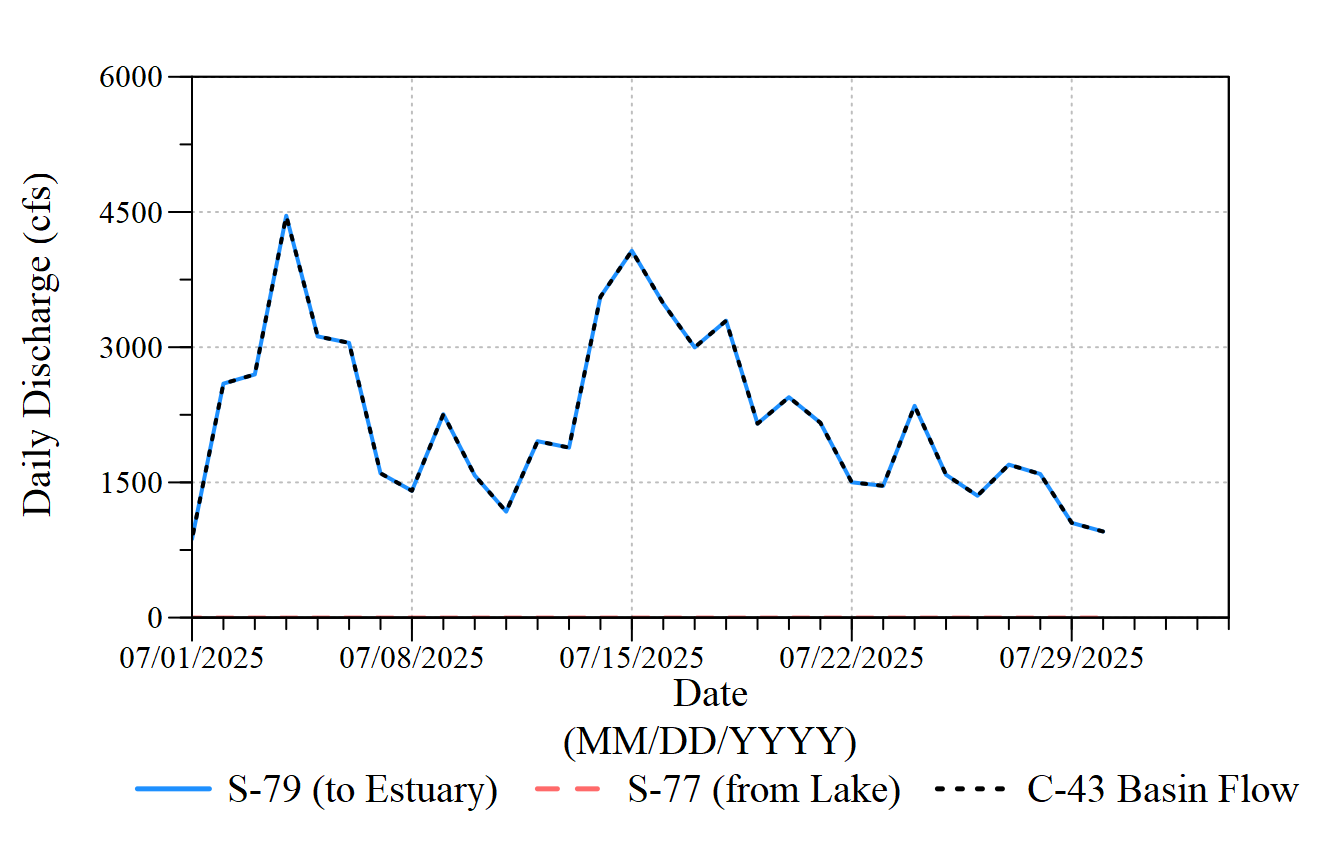 6000
4500
3000
1500
0
Daily Discharge (cfs)
07/01/2025 07/08/2025 07/15/2025 07/22/2025 07/29/2025
Date
(MM/DD/YYYY)
S-79 (to Estuary) S-77 (from Lake) C-43 Basin Flow